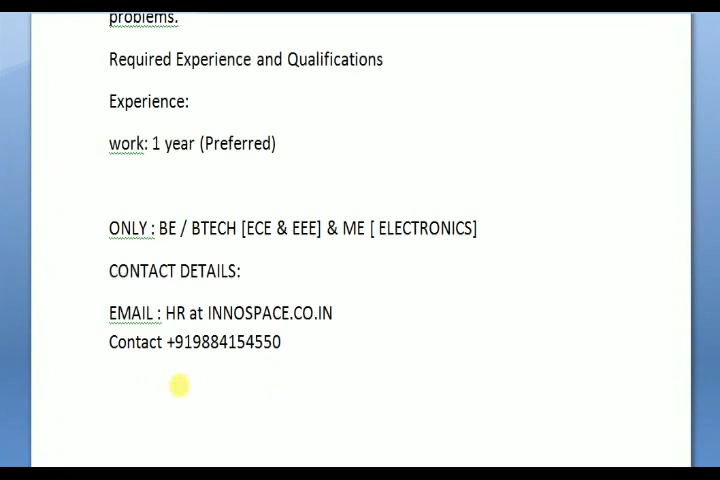 problems.
Required Experience and Qualifications
Experience:
work: 1 year (Preferred)
ONLY : BE / BTECH [ECE & EEE] & ME [ ELECTRONICS]
CONTACT DETAILS:
EMAIL : HR at INNOSPACE.CO.IN
Contact +919884154550